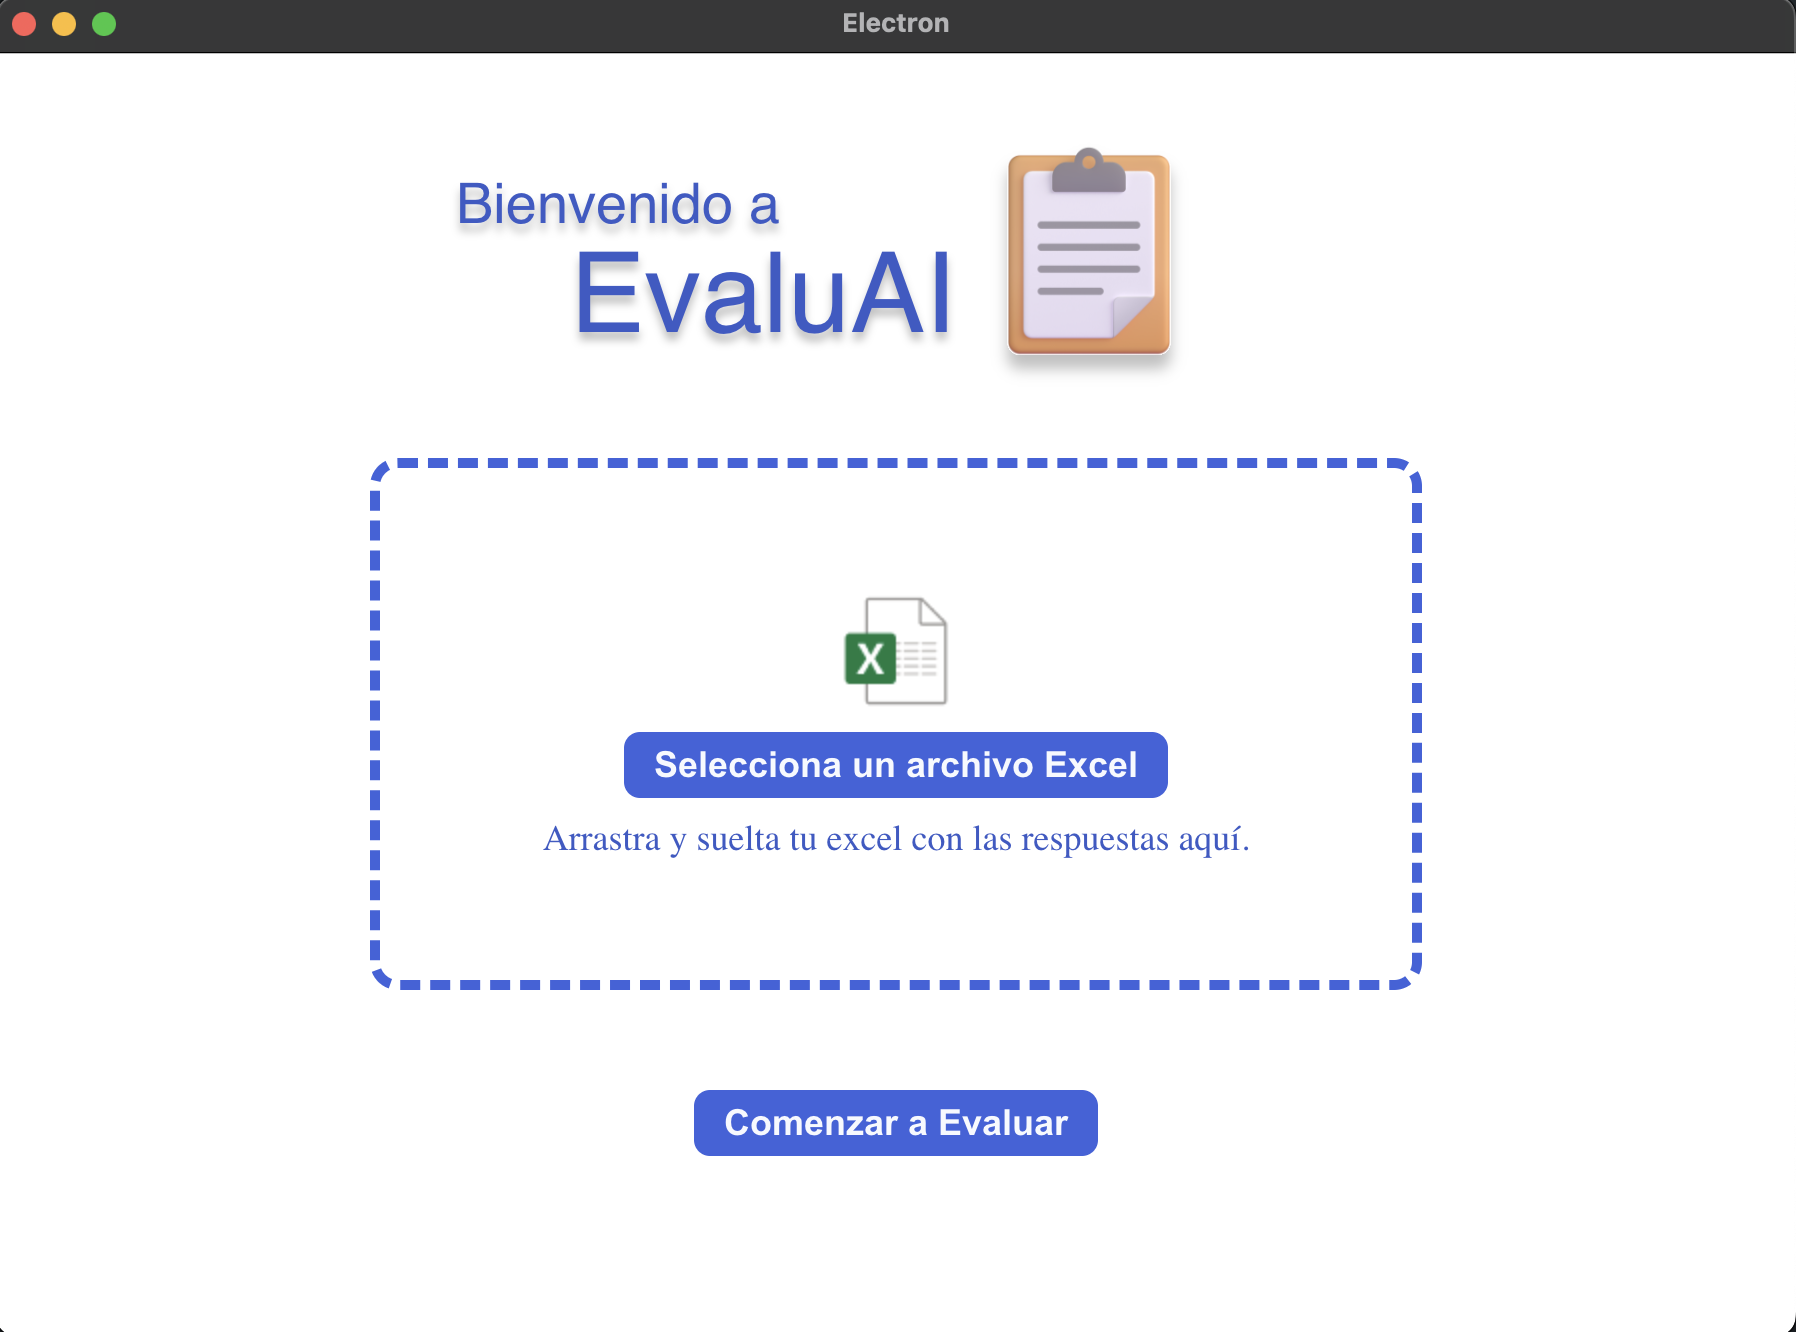 Electron
Bienvenido a
EvaluAI
X
Selecciona un archivo Excel
Arrastra y suelta tu excel con las respuestas aquí.
Comenzar a Evaluar